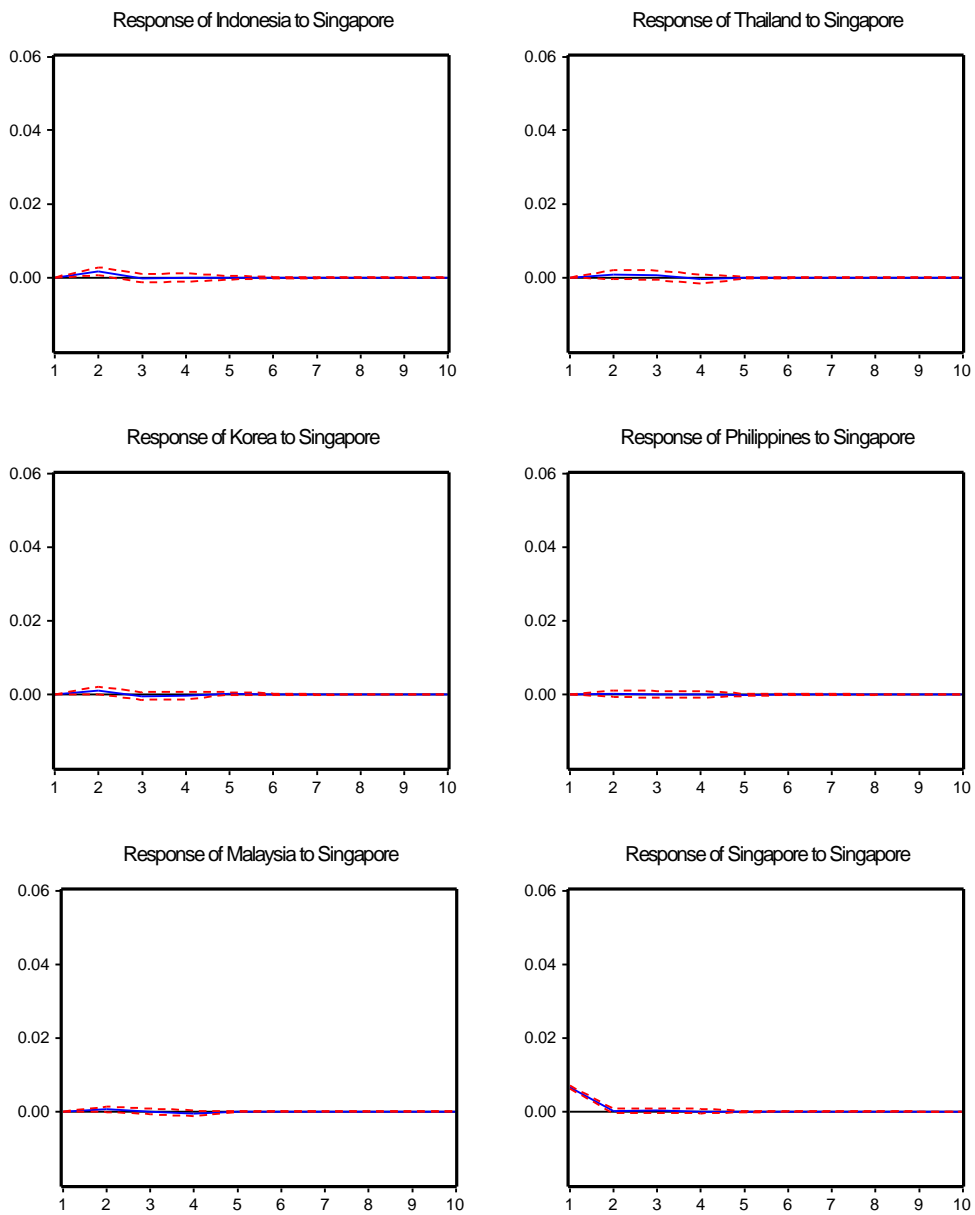 Response of Indonesia to Singapore
0.06
0.04
0.02
0.00
1 2 3 4 5 6 7 8 9 10
Response of Thailand to Singapore
0.06
0.04
0.02
0.00
1 2 3 4 5 6 7 8 9 10
Response of Korea to Singapore
0.06
0.04
0.02
0.00
1 2 3 4 5 6 7 8 9 10
Response of Philippines to Singapore
0.06
0.04
0.02
0.00
1 2 3 4 5 6 7 8 9 10
Response of Malaysia to Singapore
0.06
0.04
0.02
0.00
1 2 3 4 5 6 7 8 9 10
Response of Singapore to Singapore
0.06
0.04
0.02
0.00
1 2 3 4 5 6 7 8 9 10